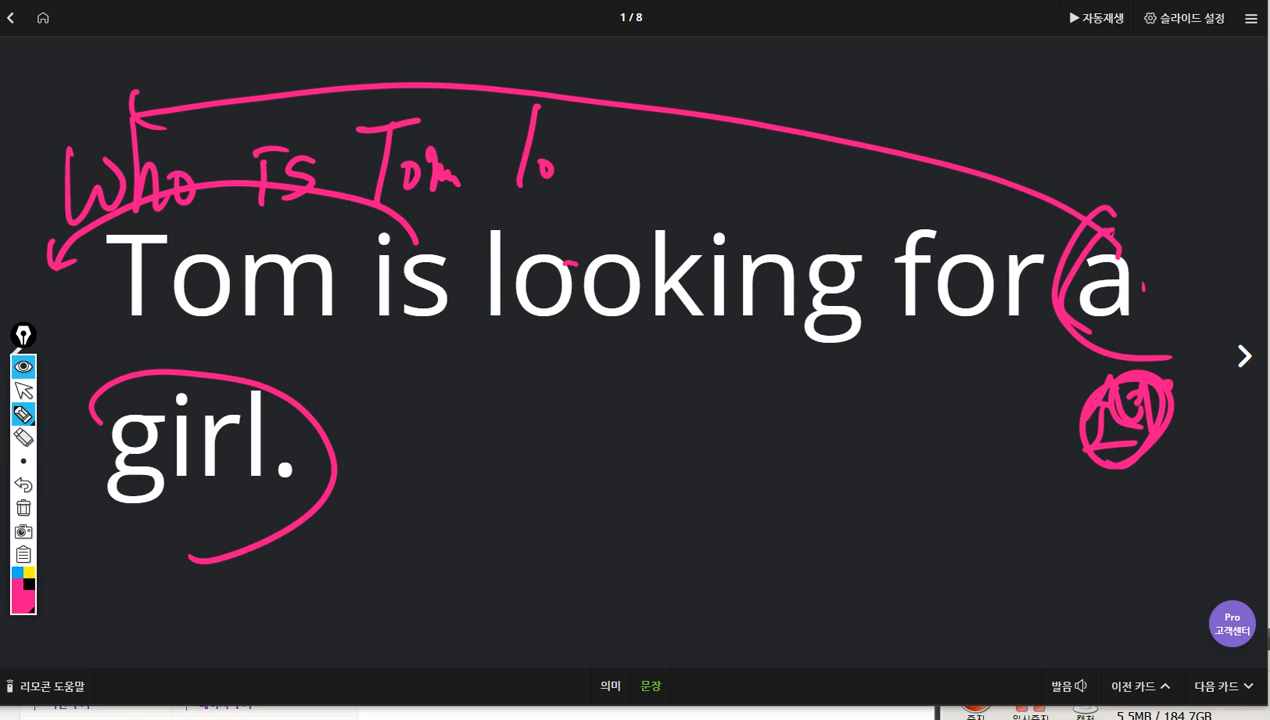 1 / 8
자동재생
슬라이드 설정
Who is Tom lo
Tom is looking for a
girl.
Pro
고객센터
리모콘 도움말
의미
문장
발음
이전 카드
다음 카드
5.5MB / 184.7GB